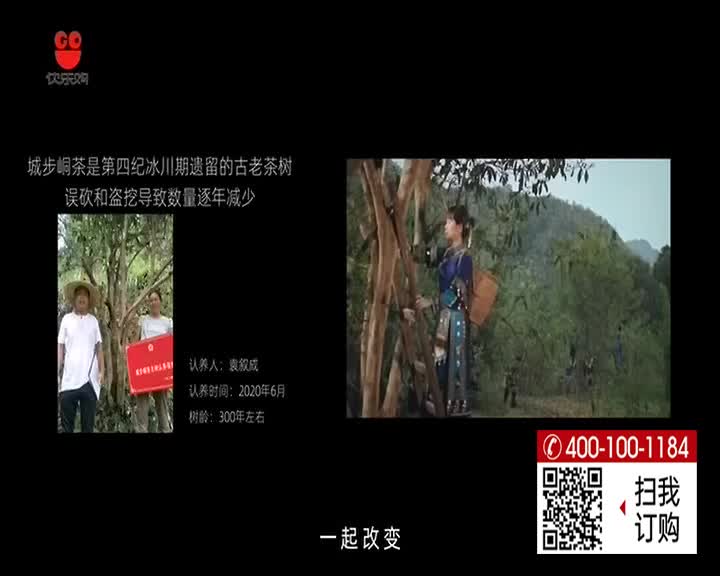 GO
快乐购
城步峒茶是第四纪冰川期遗留的古老茶树
误砍和盗挖导致数量逐年减少
认养人：袁叙成
认养时间：2020年6月
树龄：300年左右
400-100-1184
扫我
订购
一起改变